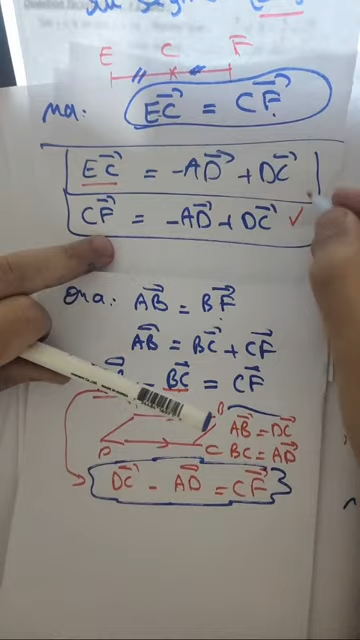 E C F
na: EC→ = CF→
EC→ = -AD→ + DC→
CF→ = -AD→ + DC→ ✓
Ona: AB→ = BF→
AB→ = BC→ + CF→
- BC→ = CF→
AB→ = DC→
D C BC→ = AD→
DC→ - AD→ = CF→